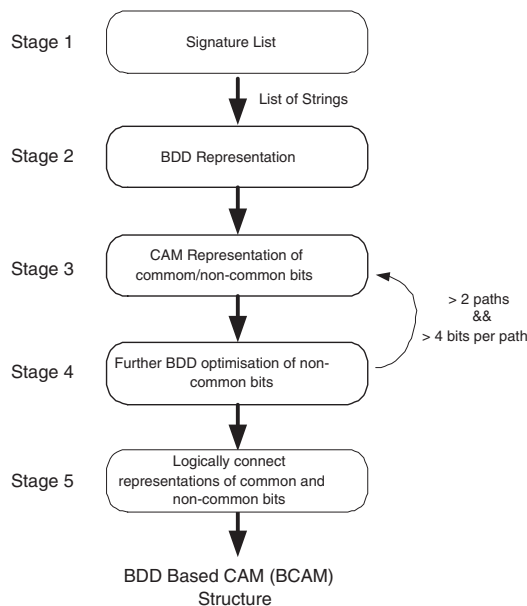 Stage 1
Signature List
List of Strings
Stage 2
BDD Representation
Stage 3
CAM Representation of
commom/non-common bits
> 2 paths
&&
> 4 bits per path
Stage 4
Further BDD optimisation of non-
common bits
Stage 5
Logically connect
representations of common and
non-common bits
BDD Based CAM (BCAM)
Structure